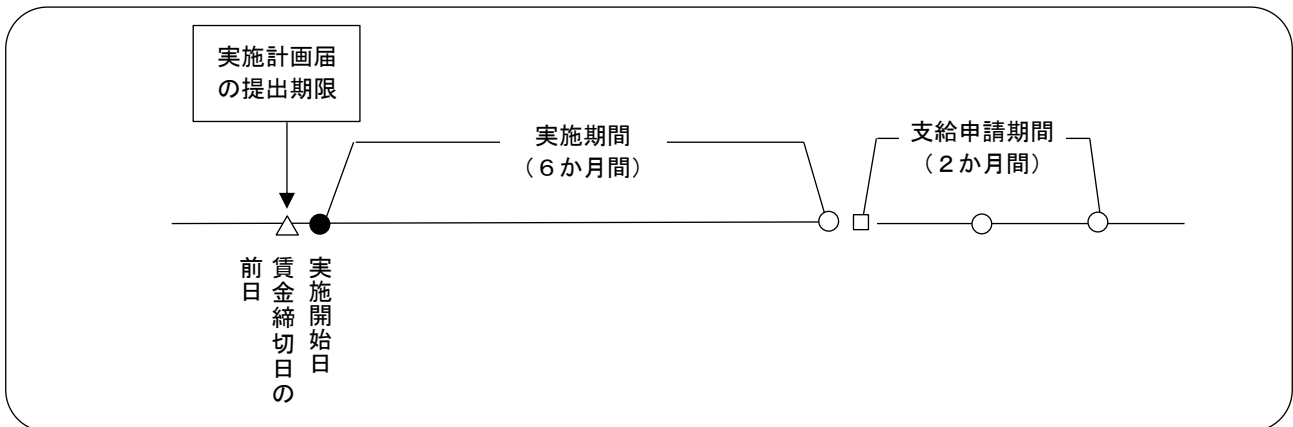 実施計画届
の提出期限
実施期間
（６か月間）
支給申請期間
（２か月間）
実施開始日
賃金締切日の
前日